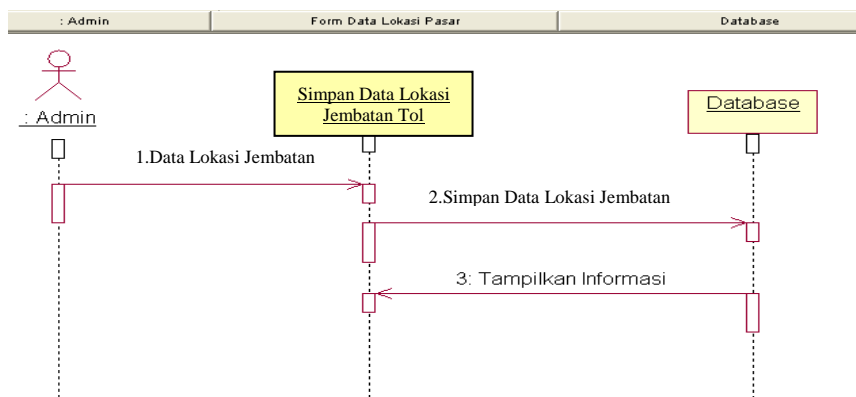 : Admin
Form Data Lokasi Pasar
Database
: Admin
Simpan Data Lokasi
Jembatan Tol
Database
1.Data Lokasi Jembatan
2.Simpan Data Lokasi Jembatan
3: Tampilkan Informasi